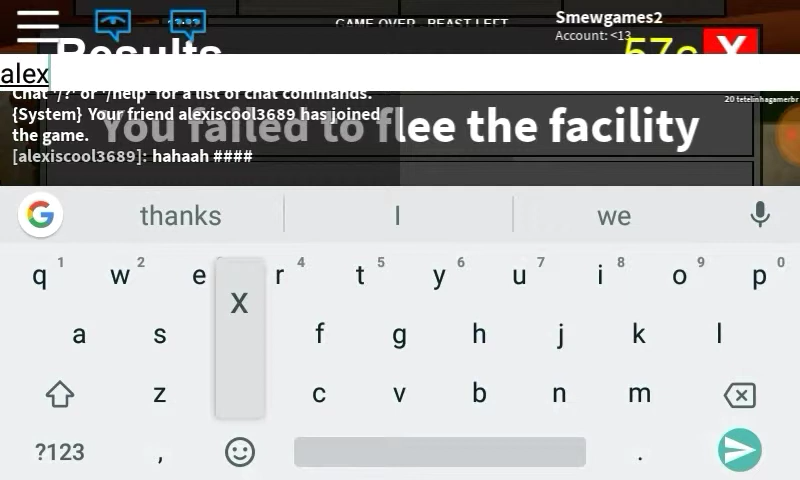 GAME OVER - BEAST LEFT
Smewgames2
Account: <13
Results
X
alex
Chat '/?' or '/help' for a list of chat commands.
{System} Your friend alexiscool3689 has joined
the game.
[alexiscool3689]: hahaah ####
You failed to flee the facility
20 tetelinhagamerbr
thanks I we
q 1 w 2 e r 4 t 5 y 6 u 7 i 8 o 9 p 0
X
a s f g h j k l
z c v b n m
?123 , .